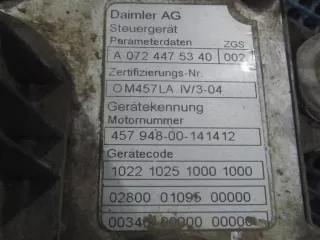 Daimler AG
Steuergerät
Parameterdaten ZGS
A 072 447 53 40 002
Zertifizierungs-Nr.
OM457LA IV/3-04
Gerätekennung
Motornummer
457 948-00-141412
Gerätecode
1022 1025 1000 1000
02800 01095 00000
00000